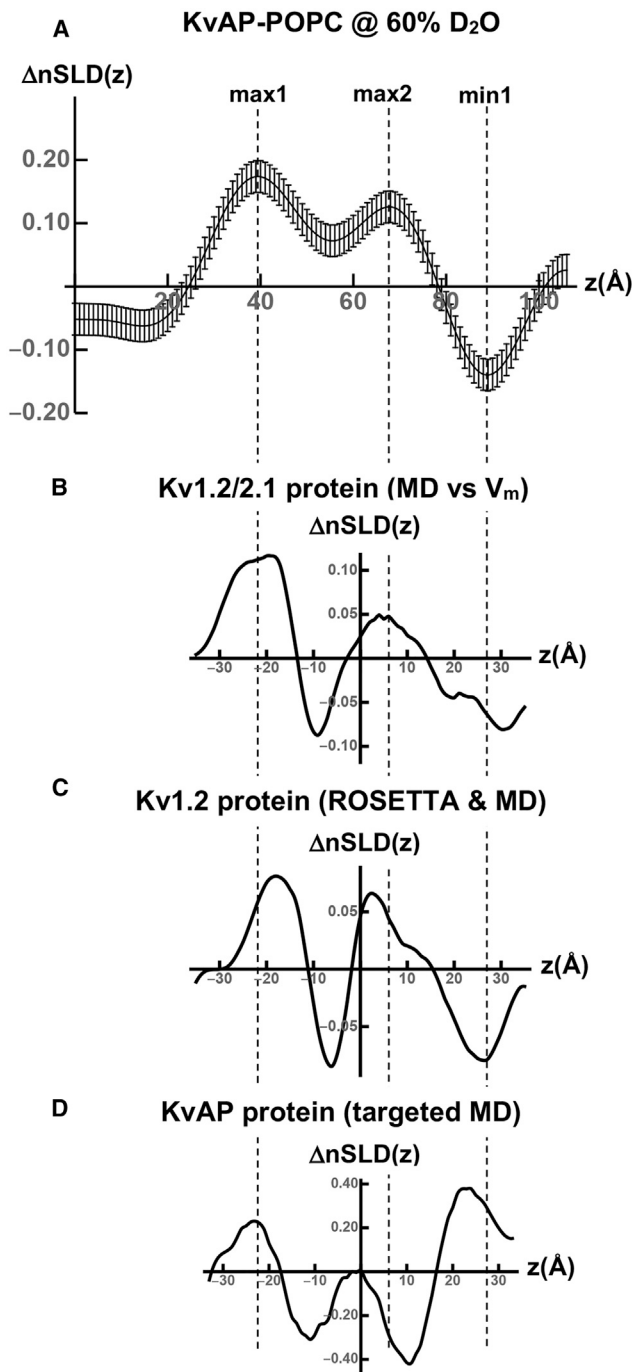 A
KvAP-POPC @ 60% D₂O
ΔnSLD(z)
max1 max2 min1
0.20
0.10
z(Å)
20 40 60 80 100
−0.10
−0.20
B
Kv1.2/2.1 protein (MD vs Vₘ)
ΔnSLD(z)
0.10
0.05
z(Å)
−30 −20 −10 10 20 30
−0.05
−0.10
C
Kv1.2 protein (ROSETTA & MD)
ΔnSLD(z)
0.05
z(Å)
−30 −20 −10 10 20 30
−0.05
D
KvAP protein (targeted MD)
ΔnSLD(z)
0.40
0.20
z(Å)
−30 −20 −10 10 20 30
−0.20
−0.40